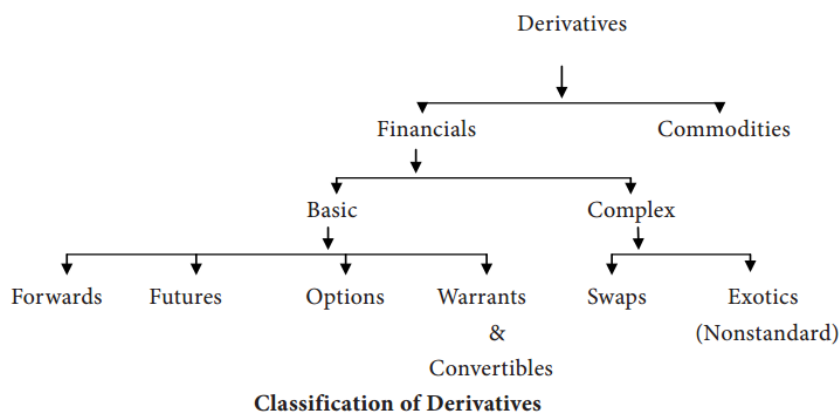 Derivatives
Financials Commodities
Basic Complex
Forwards Futures Options Warrants Swaps Exotics
& (Nonstandard)
Convertibles
Classification of Derivatives